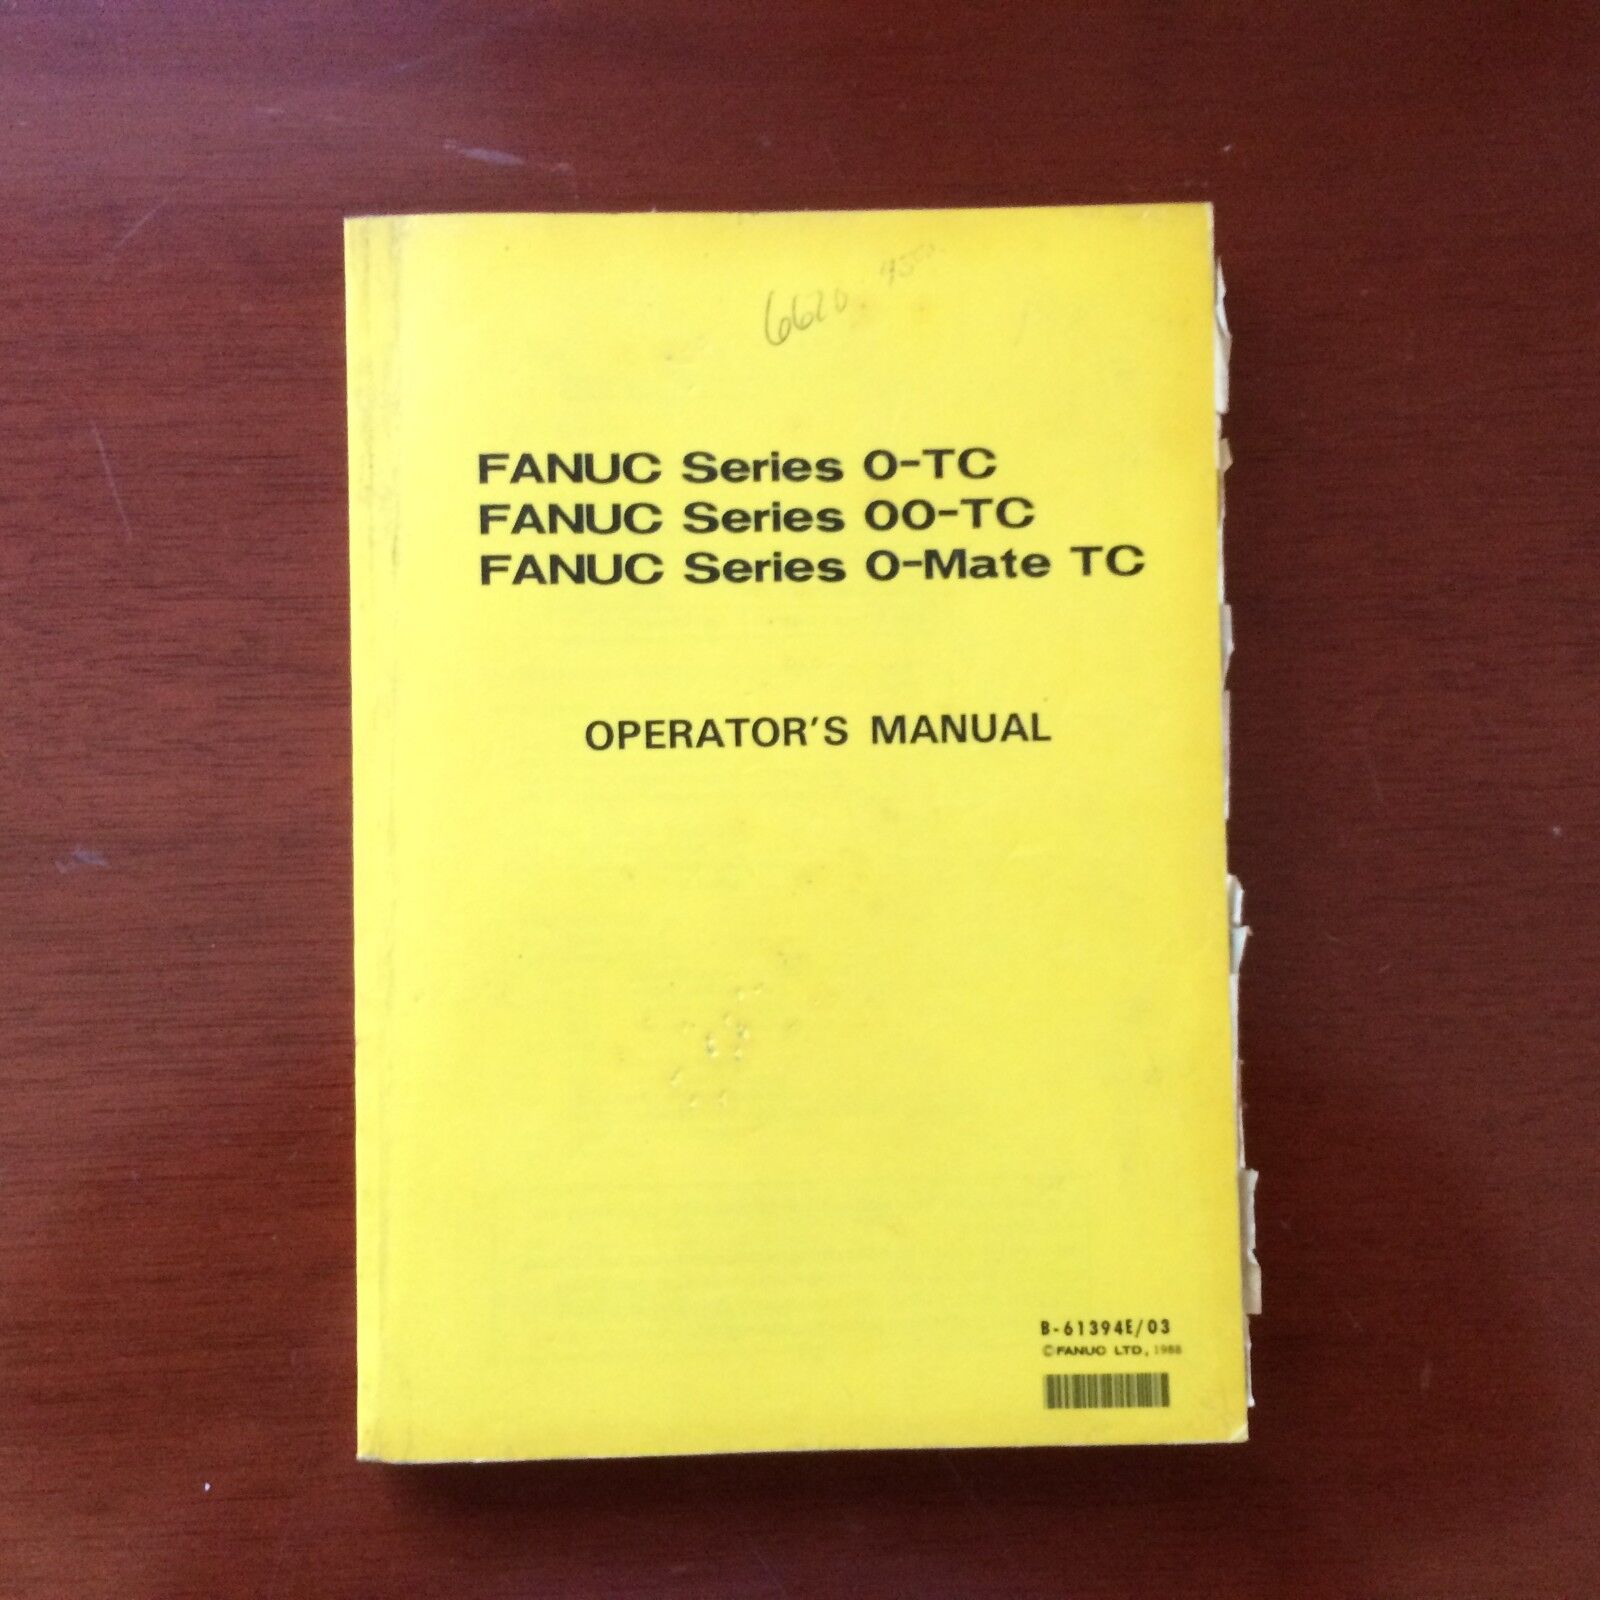 6620 4500
FANUC Series 0-TC
FANUC Series 00-TC
FANUC Series 0-Mate TC
OPERATOR'S MANUAL
B-61394E/03
©FANUC LTD, 1988